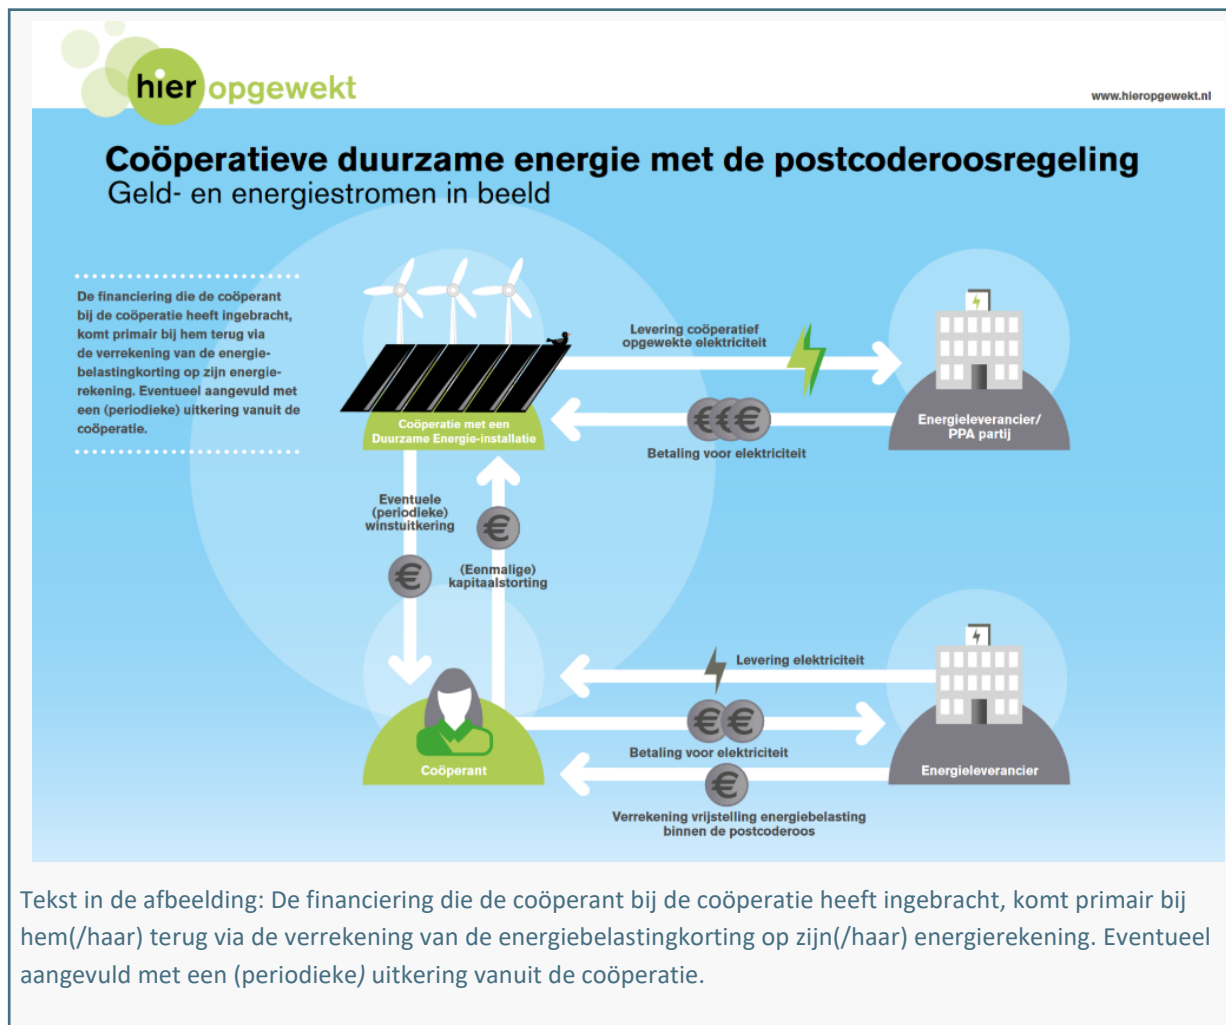 hier opgewekt
www.hieropgewekt.nl
Coöperatieve duurzame energie met de postcoderoosregeling
Geld- en energiestromen in beeld
De financiering die de coöperant
bij de coöperatie heeft ingebracht,
komt primair bij hem terug via
de verrekening van de energie-
belastingkorting op zijn energie-
rekening. Eventueel aangevuld met
een (periodieke) uitkering vanuit de
coöperatie.
Coöperatie met een
Duurzame Energie-installatie
Levering coöperatief
opgewekte elektriciteit
€€€
Betaling voor elektriciteit
Energieleverancier/
PPA partij
Eventuele
(periodieke)
winstuitkering
€
€
(Eenmalige)
kapitaalstorting
Coöperant
Levering elektriciteit
€€
Betaling voor elektriciteit
€
Verrekening vrijstelling energiebelasting
binnen de postcoderoos
Energieleverancier
Tekst in de afbeelding: De financiering die de coöperant bij de coöperatie heeft ingebracht, komt primair bij
hem(/haar) terug via de verrekening van de energiebelastingkorting op zijn(/haar) energierekening. Eventueel
aangevuld met een (periodieke) uitkering vanuit de coöperatie.